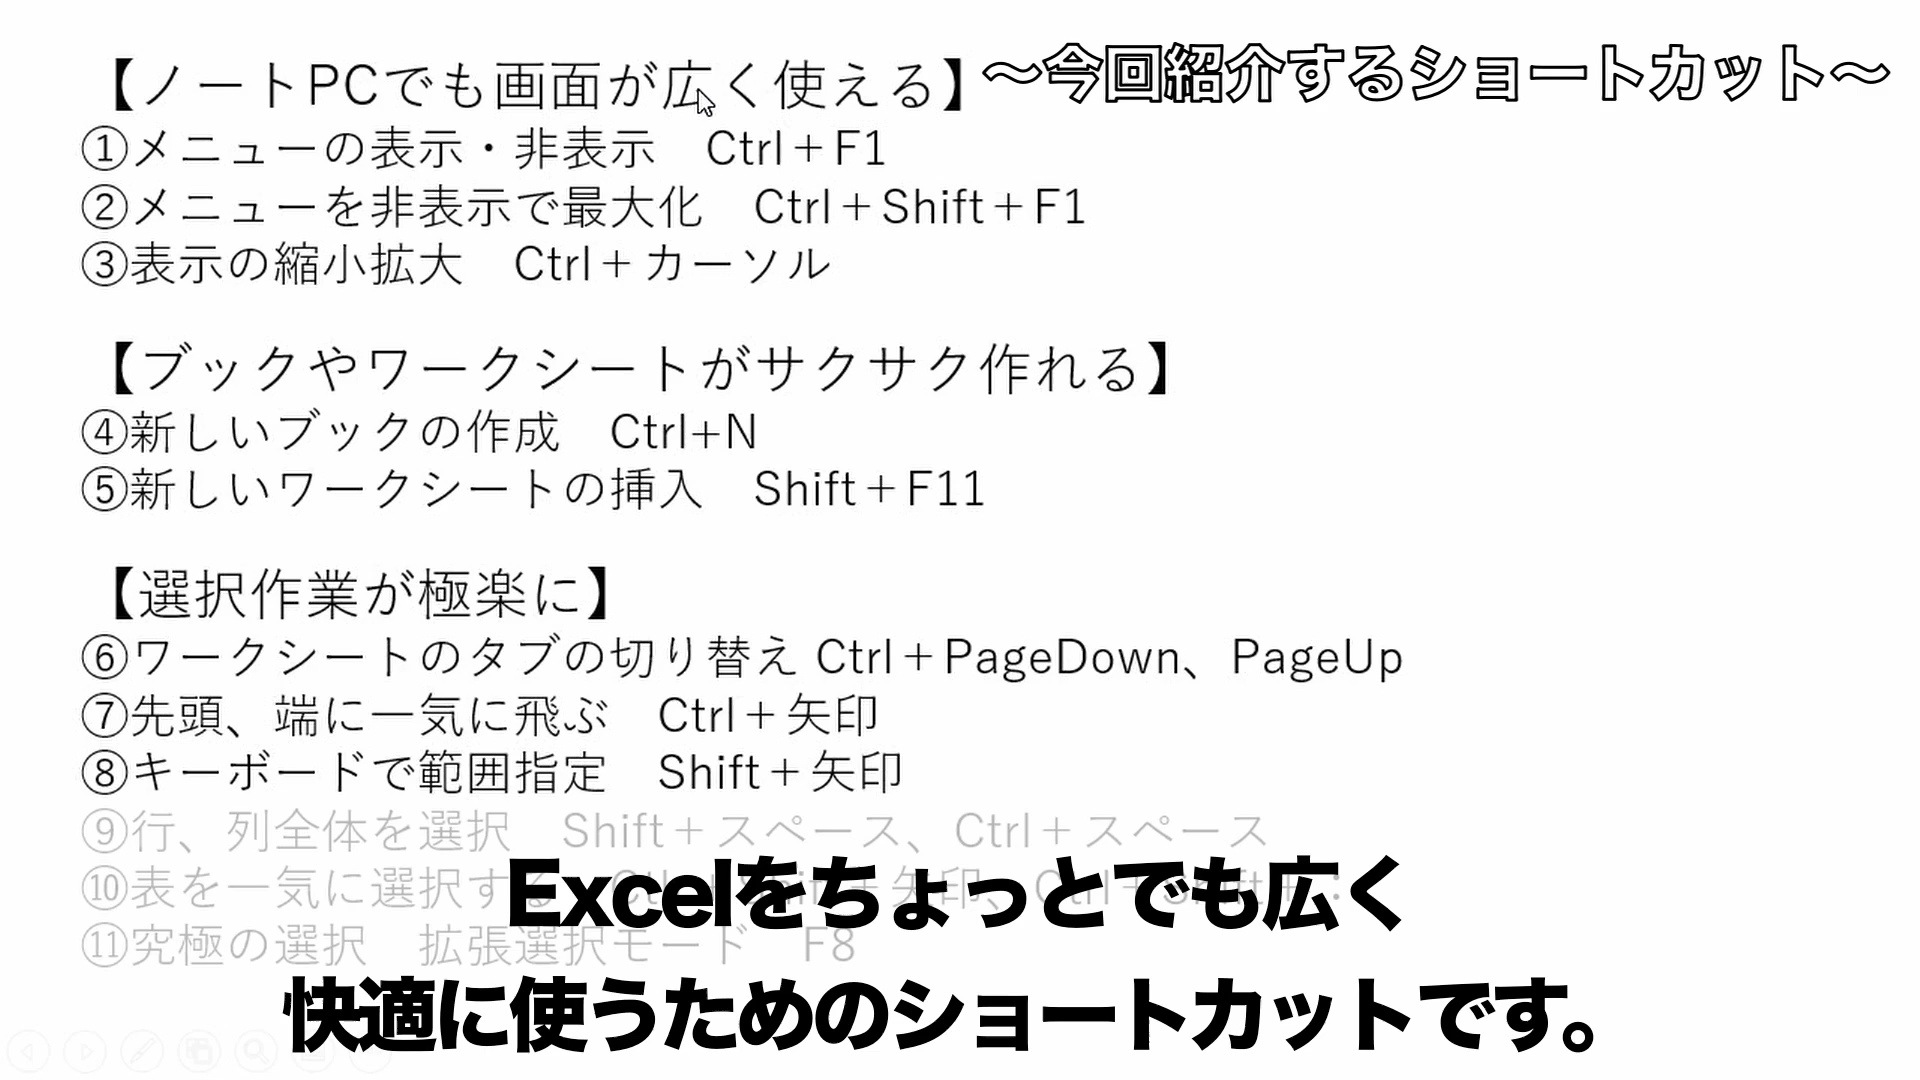 【ノートPCでも画面が広く使える】
～今回紹介するショートカット～
①メニューの表示・非表示　Ctrl＋F1
②メニューを非表示で最大化　Ctrl＋Shift＋F1
③表示の縮小拡大　Ctrl＋カーソル
【ブックやワークシートがサクサク作れる】
④新しいブックの作成　Ctrl+N
⑤新しいワークシートの挿入　Shift＋F11
【選択作業が極楽に】
⑥ワークシートのタブの切り替え Ctrl＋PageDown、PageUp
⑦先頭、端に一気に飛ぶ　Ctrl＋矢印
⑧キーボードで範囲指定　Shift＋矢印
⑨行、列全体を選択　Shift＋スペース、Ctrl＋スペース
⑩表を一気に選択する
⑪究極の選択　拡張選択モード　F8
Excelをちょっとでも広く
快適に使うためのショートカットです。